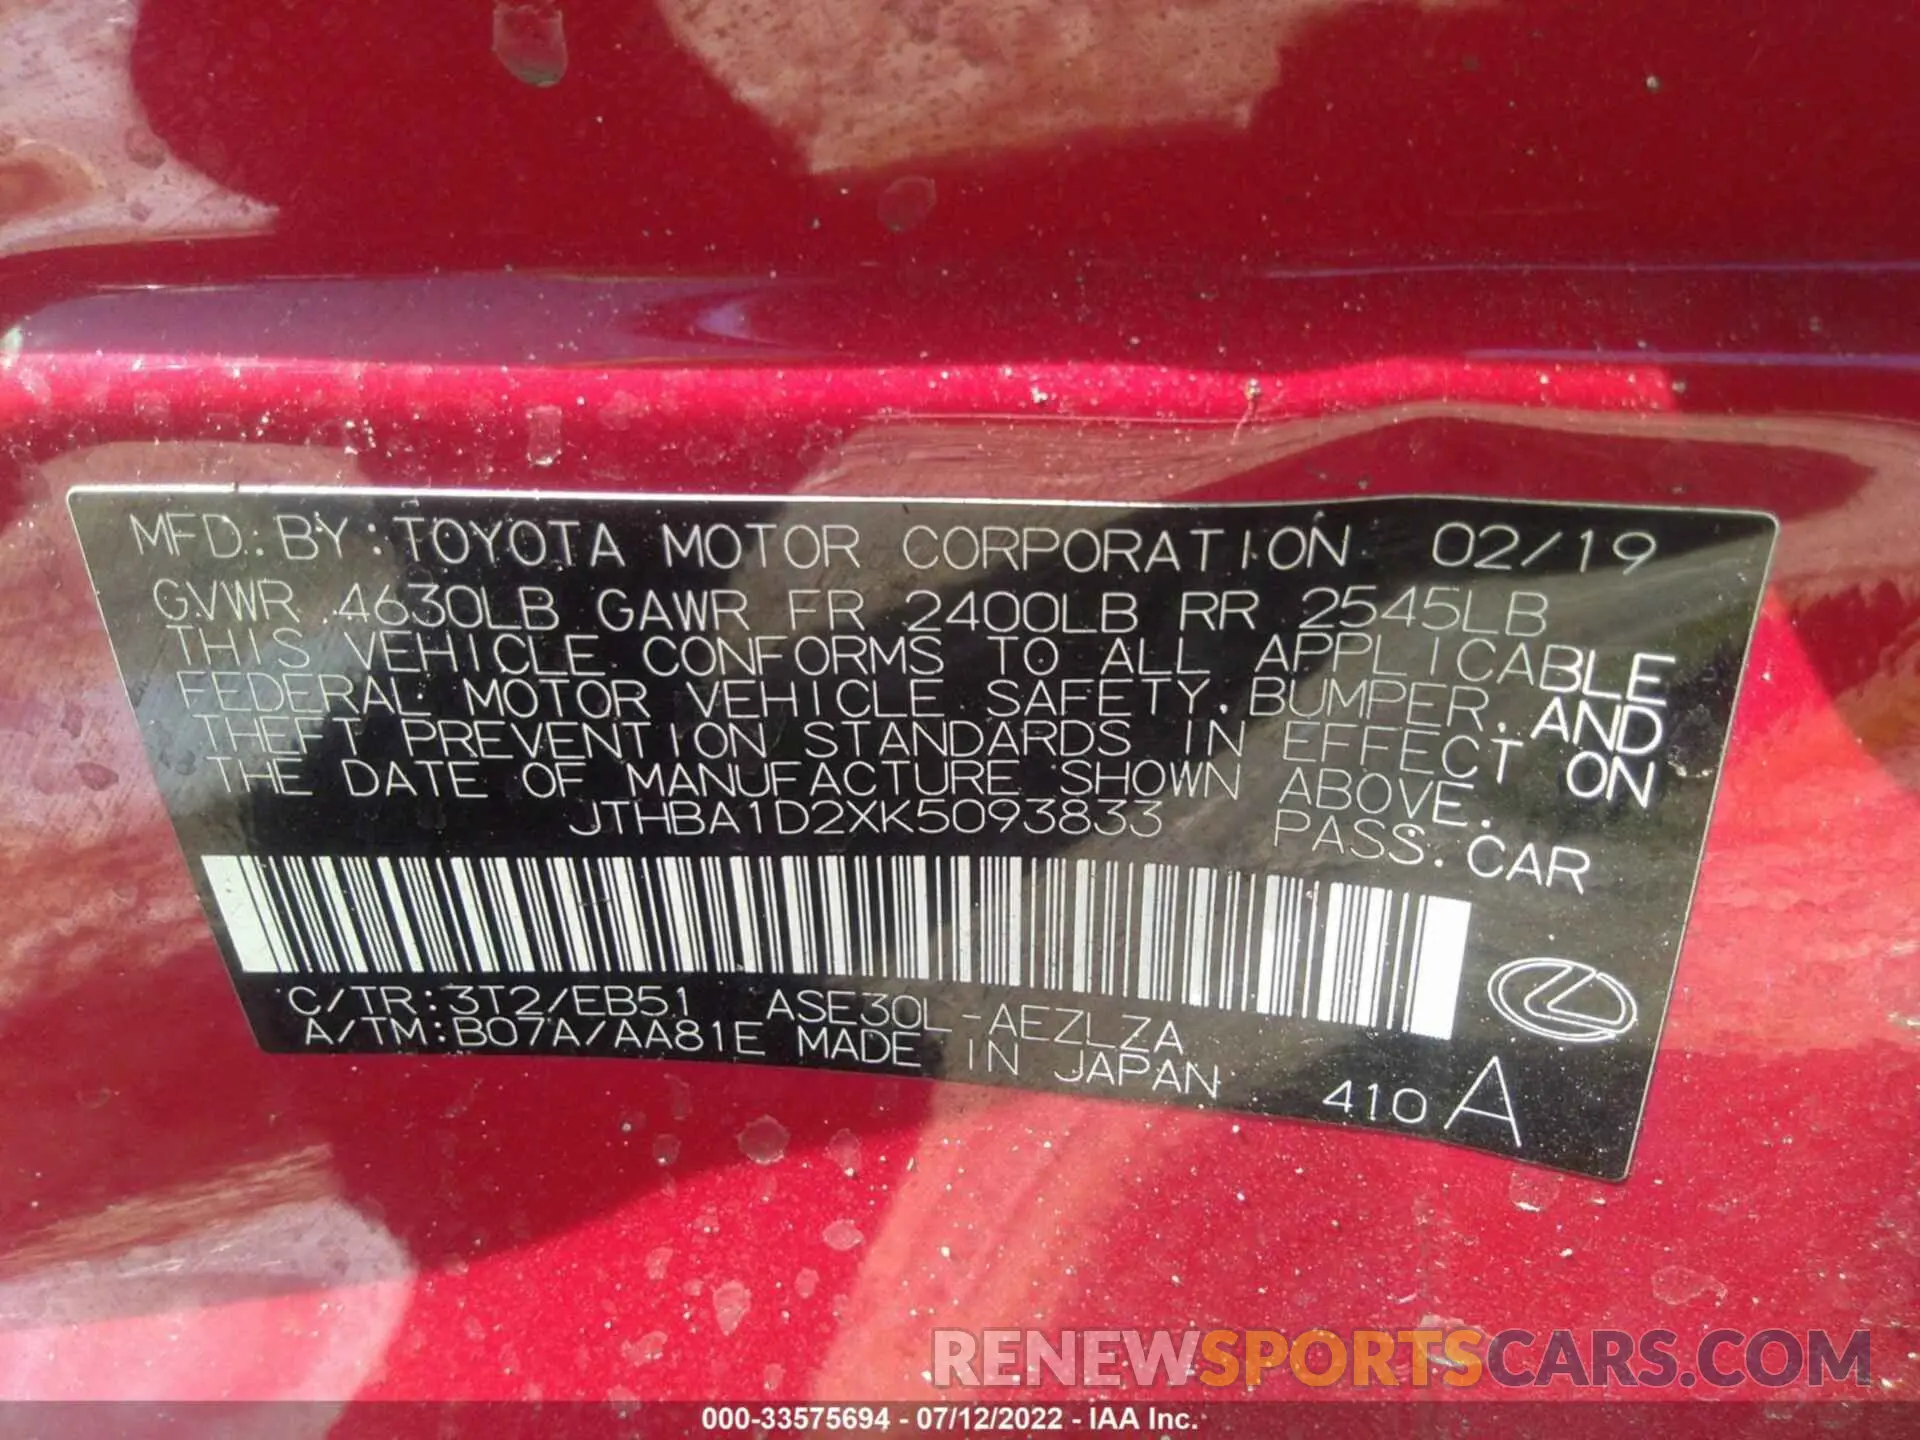 MFD. BY: TOYOTA MOTOR CORPORATION 02/19
GVWR 4630LB GAWR FR 2400LB RR 2545LB
THIS VEHICLE CONFORMS TO ALL APPLICABLE
FEDERAL MOTOR VEHICLE SAFETY, BUMPER, AND
THEFT PREVENTION STANDARDS IN EFFECT ON
THE DATE OF MANUFACTURE SHOWN ABOVE.
JTHBA1D2XK5093833 PASS. CAR
C/TR:3T2/EB51 ASE30L-AEZLZA
A/TM:B07A/AA81E MADE IN JAPAN
410 A
RENEWSPORTSCARS.COM
000-33575694 - 07/12/2022 - IAA Inc.